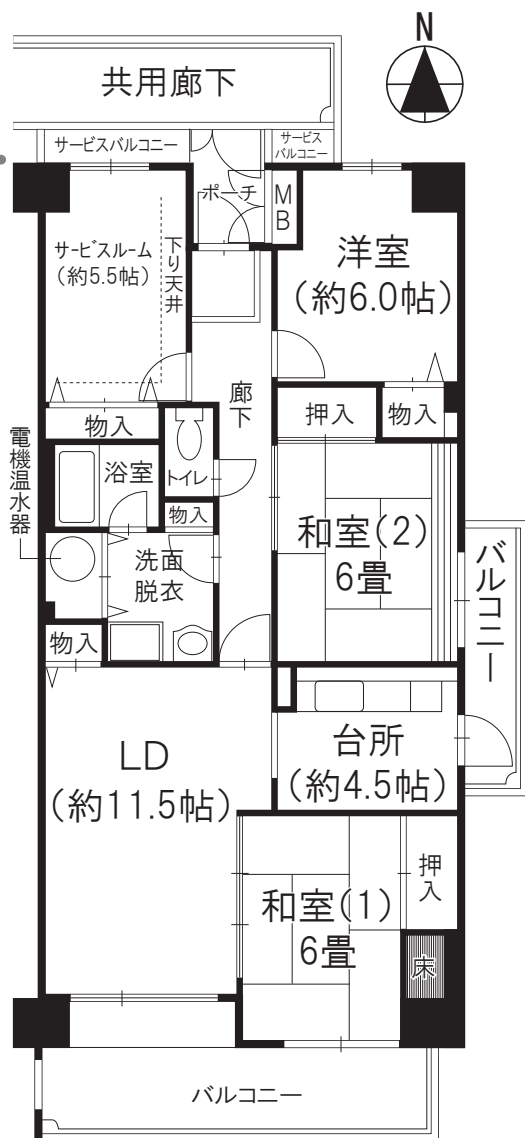 N
共用廊下
サービスバルコニー
サービス
バルコニー
ポーチ
MB
サービスルーム
(約5.5帖)
下り天井
洋室
(約6.0帖)
廊下
物入
押入
物入
電機温水器
浴室
トイレ
物入
洗面
脱衣
和室(2)
6畳
バルコニー
物入
LD
(約11.5帖)
台所
(約4.5帖)
和室(1)
6畳
押入
床
バルコニー